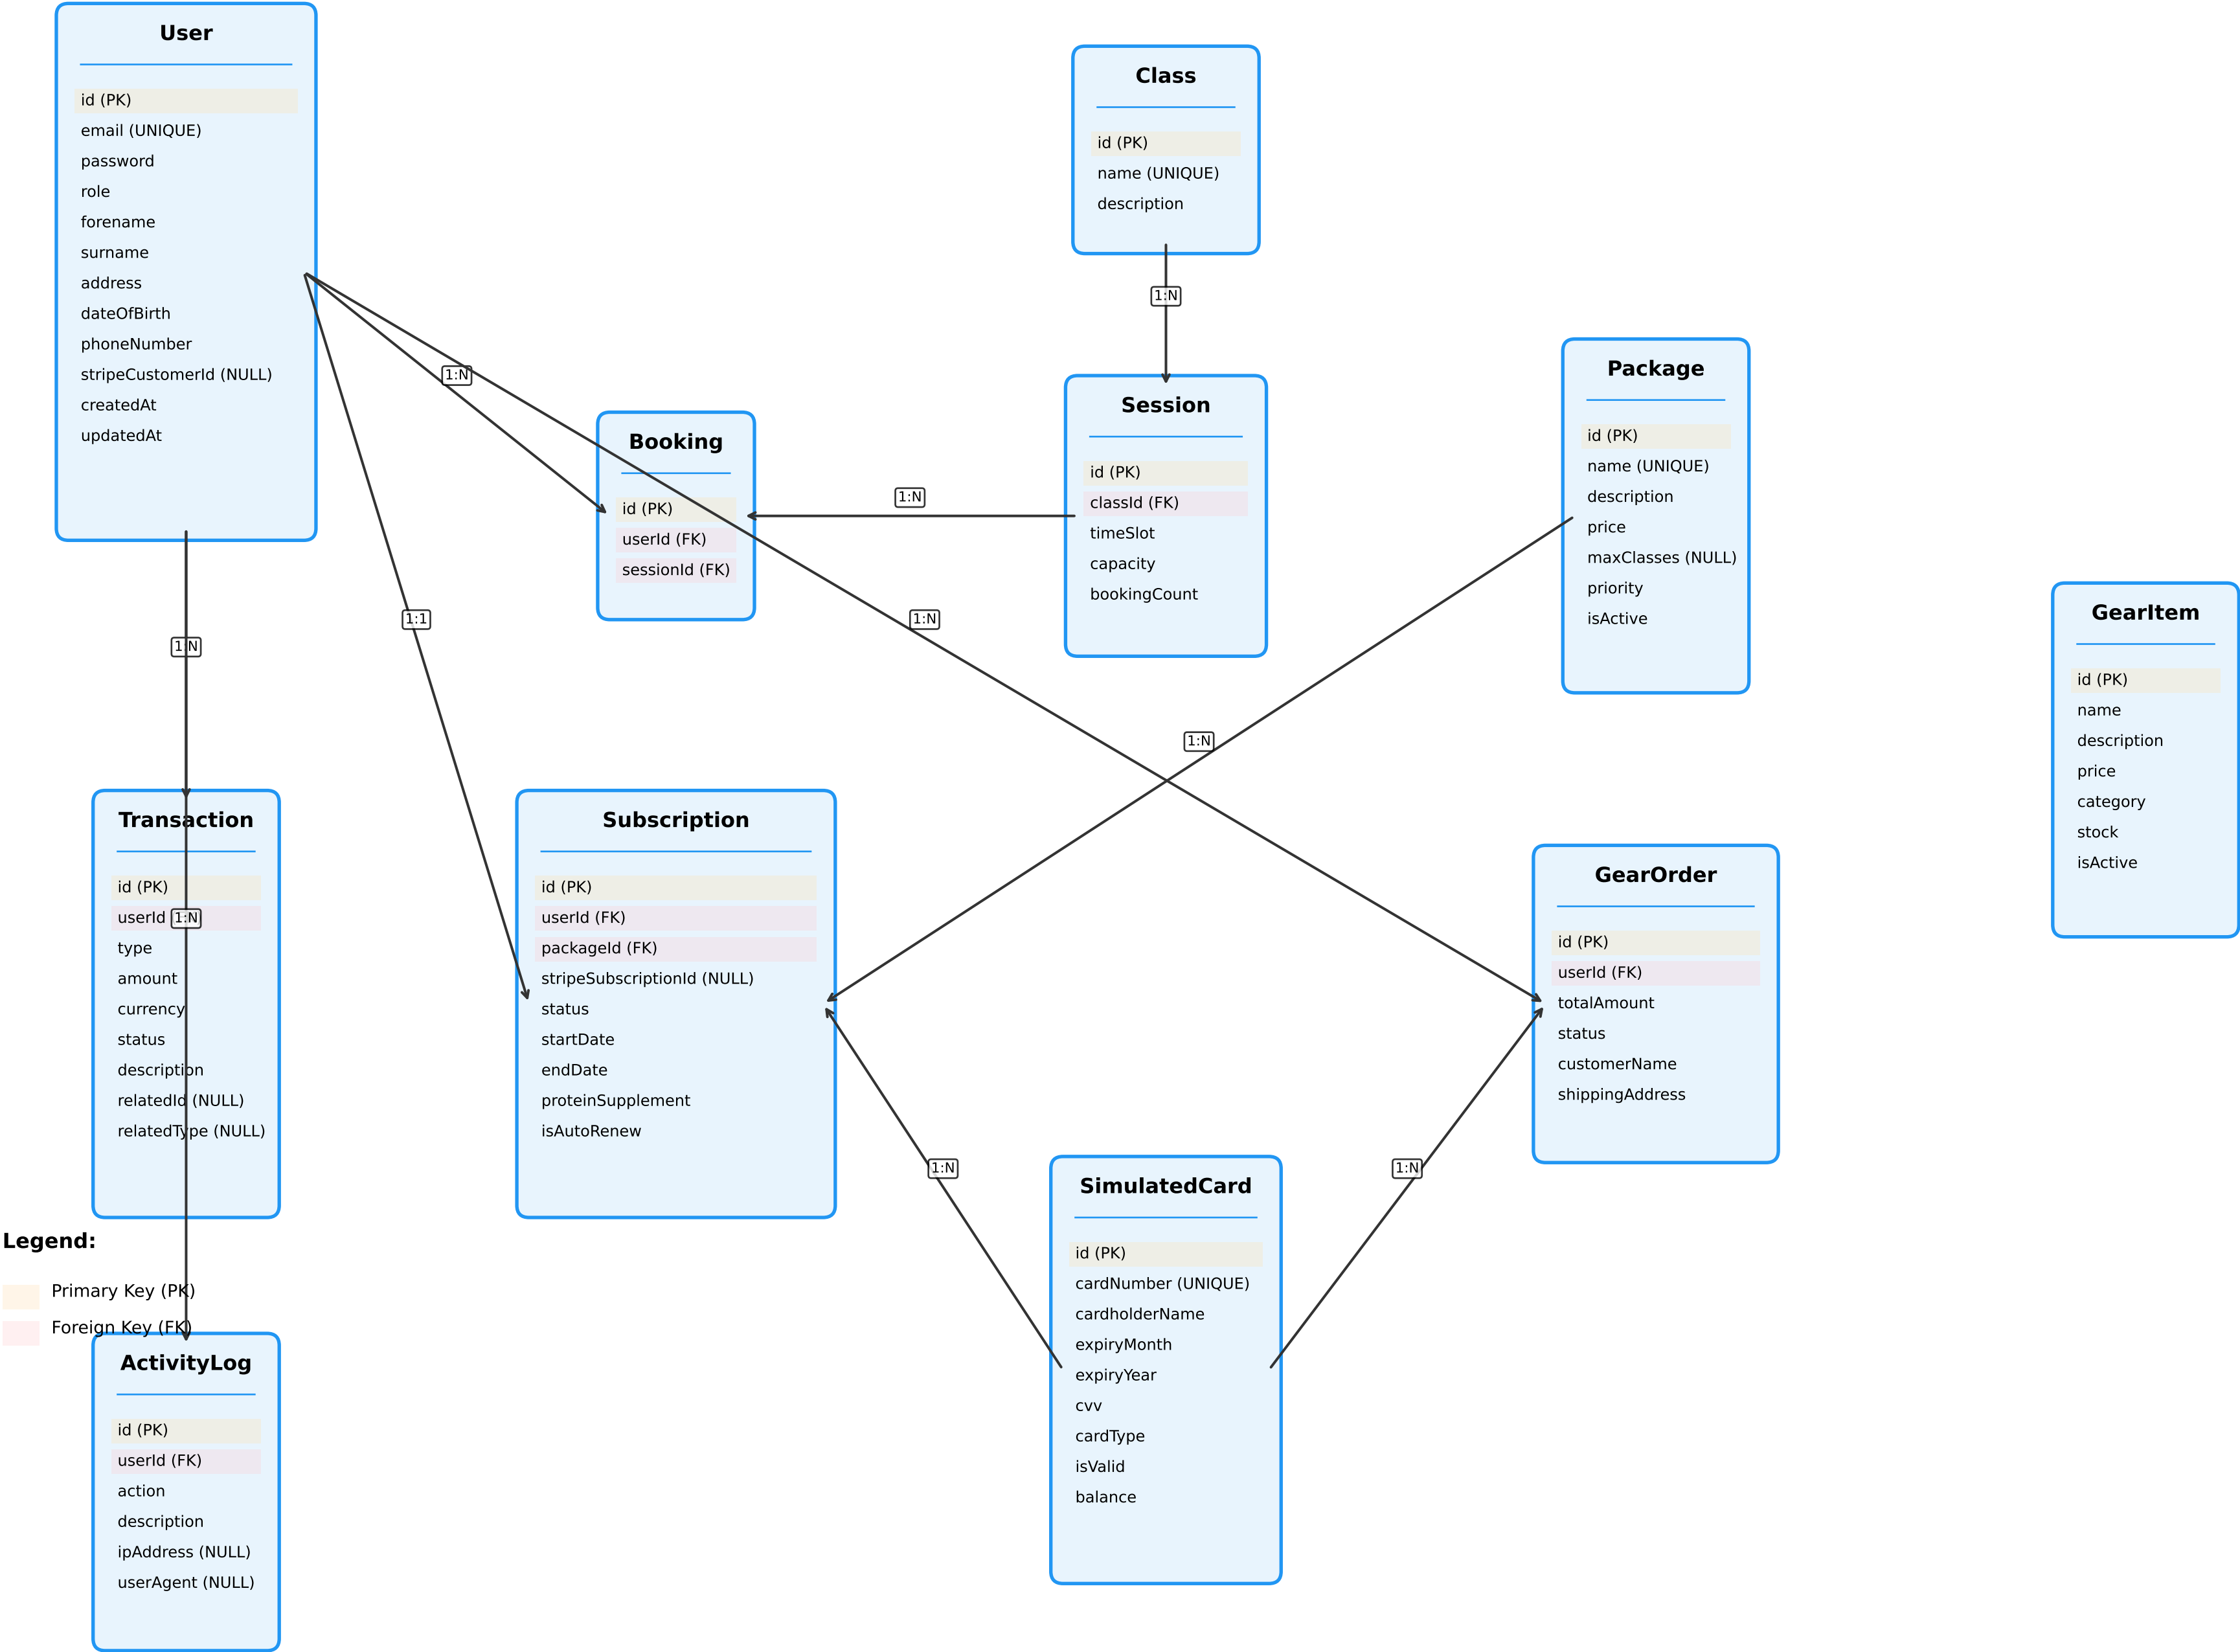 User
id (PK)
email (UNIQUE)
password
role
forename
surname
address
dateOfBirth
phoneNumber
stripeCustomerId (NULL)
createdAt
updatedAt
Class
id (PK)
name (UNIQUE)
description
1:N
Package
id (PK)
name (UNIQUE)
description
price
maxClasses (NULL)
priority
isActive
1:N
Booking
id (PK)
userId (FK)
sessionId (FK)
1:N
Session
id (PK)
classId (FK)
timeSlot
capacity
bookingCount
GearItem
id (PK)
name
description
price
category
stock
isActive
1:N
1:1
1:N
1:N
Transaction
id (PK)
userId
1:N
type
amount
currency
status
description
relatedId (NULL)
relatedType (NULL)
Subscription
id (PK)
userId (FK)
packageId (FK)
stripeSubscriptionId (NULL)
status
startDate
endDate
proteinSupplement
isAutoRenew
GearOrder
id (PK)
userId (FK)
totalAmount
status
customerName
shippingAddress
1:N
1:N
SimulatedCard
id (PK)
cardNumber (UNIQUE)
cardholderName
expiryMonth
expiryYear
cvv
cardType
isValid
balance
Legend:
Primary Key (PK)
Foreign Key (FK)
ActivityLog
id (PK)
userId (FK)
action
description
ipAddress (NULL)
userAgent (NULL)